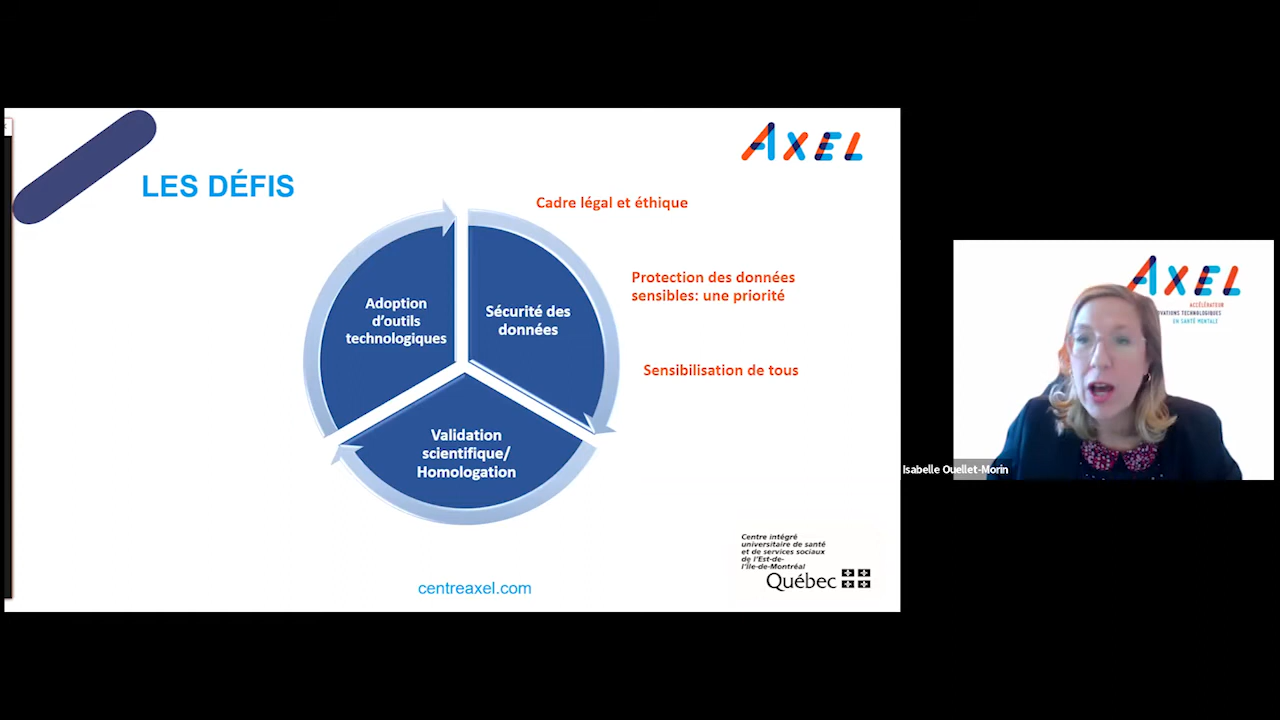 AXEL
LES DÉFIS
Cadre légal et éthique
Protection des données
sensibles: une priorité
Sensibilisation de tous
Adoption
d'outils
technologiques
Sécurité des
données
Validation
scientifique/
Homologation
centreaxel.com
Centre intégré
universitaire de santé
et de services sociaux
de l'Est-de-
l'Île-de-Montréal
Québec
AXEL
ACCÉLÉRATEUR
TECHNOLOGIQUES
EN SANTÉ MENTALE
Isabelle Ouellet-Morin